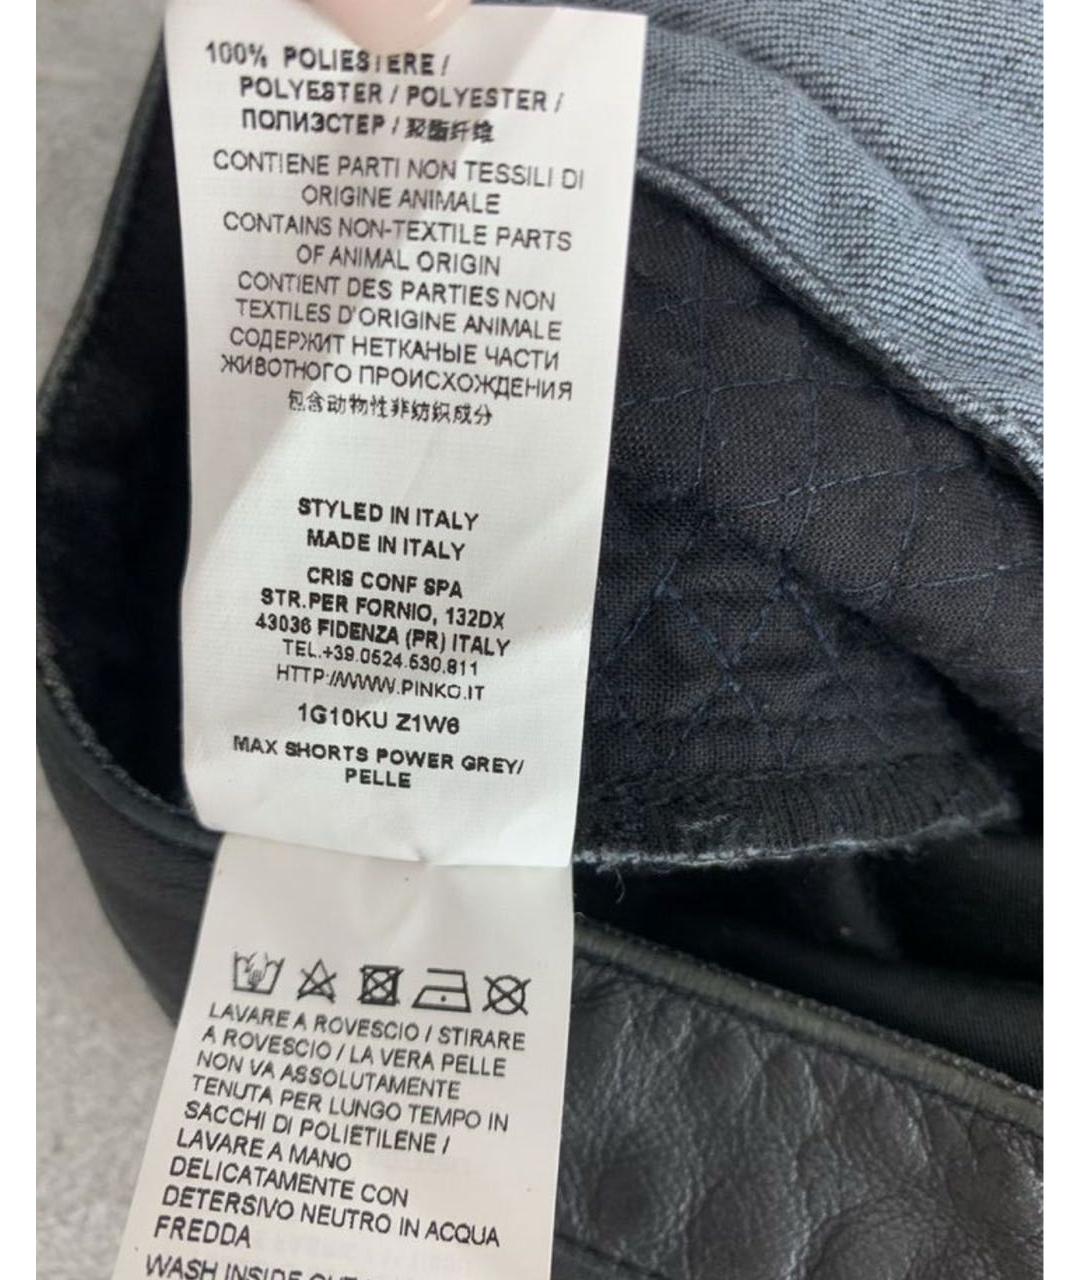 100% POLIESTERE /
POLYESTER / POLYESTER /
ПОЛИЭСТЕР / 聚酯纤维
CONTIENE PARTI NON TESSILI DI
ORIGINE ANIMALE
CONTAINS NON-TEXTILE PARTS
OF ANIMAL ORIGIN
CONTIENT DES PARTIES NON
TEXTILES D'ORIGINE ANIMALE
СОДЕРЖИТ НЕТКАНЫЕ ЧАСТИ
ЖИВОТНОГО ПРОИСХОЖДЕНИЯ
包含动物性非纺织成分
STYLED IN ITALY
MADE IN ITALY
CRIS CONF SPA
STR.PER FORNIO, 132DX
43036 FIDENZA (PR) ITALY
TEL.+39.0524.530.811
HTTP://WWW.PINKO.IT
1G10KU Z1W6
MAX SHORTS POWER GREY/
PELLE
LAVARE A ROVESCIO / STIRARE
A ROVESCIO / LA VERA PELLE
NON VA ASSOLUTAMENTE
TENUTA PER LUNGO TEMPO IN
SACCHI DI POLIETILENE /
LAVARE A MANO
DELICATAMENTE CON
DETERSIVO NEUTRO IN ACQUA
FREDDA
WASH INSIDE